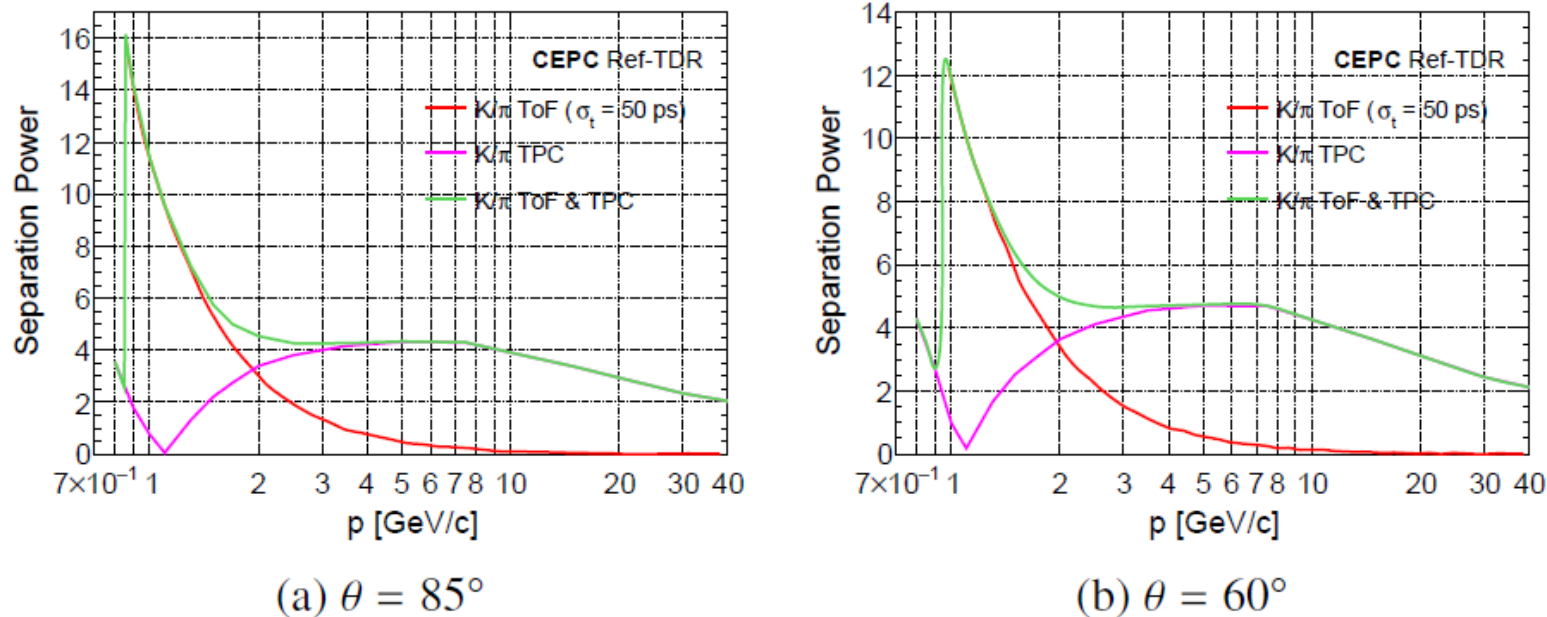 16
14
12
10
8
6
4
2
0
Separation Power
CEPC Ref-TDR
K/π ToF (σt = 50 ps)
K/π TPC
K/π ToF & TPC
7×10⁻¹ 1 2 3 4 5 6 7 8 10 20 30 40
p [GeV/c]
(a) θ = 85°
14
12
10
8
6
4
2
0
Separation Power
CEPC Ref-TDR
K/π ToF (σt = 50 ps)
K/π TPC
K/π ToF & TPC
7×10⁻¹ 1 2 3 4 5 6 7 8 10 20 30 40
p [GeV/c]
(b) θ = 60°